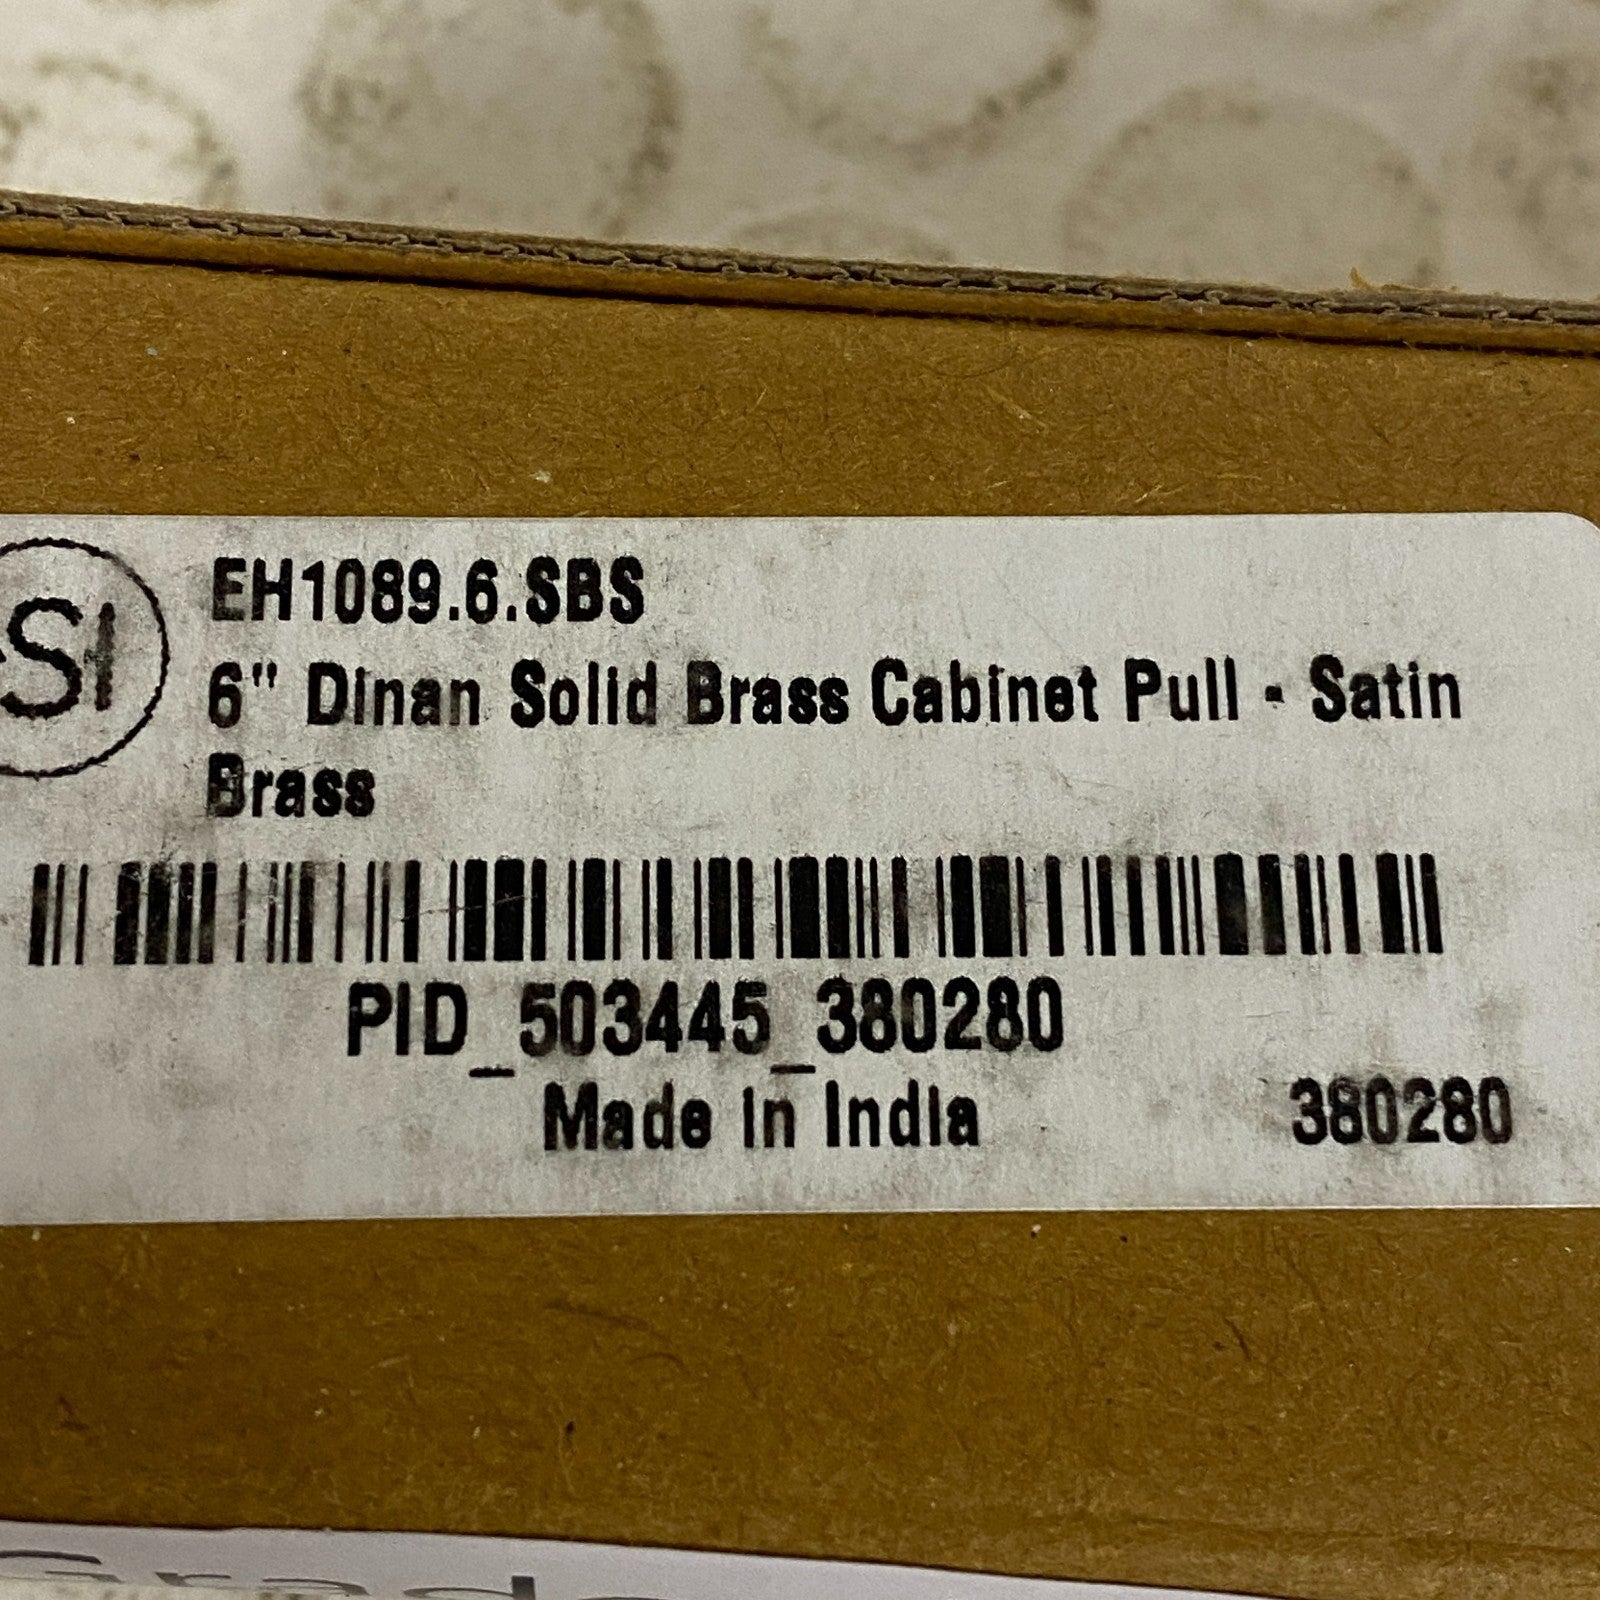 SI
EH1089.6.SBS
6" Dinan Solid Brass Cabinet Pull - Satin
Brass
PID_503445_380280
Made in India
380280